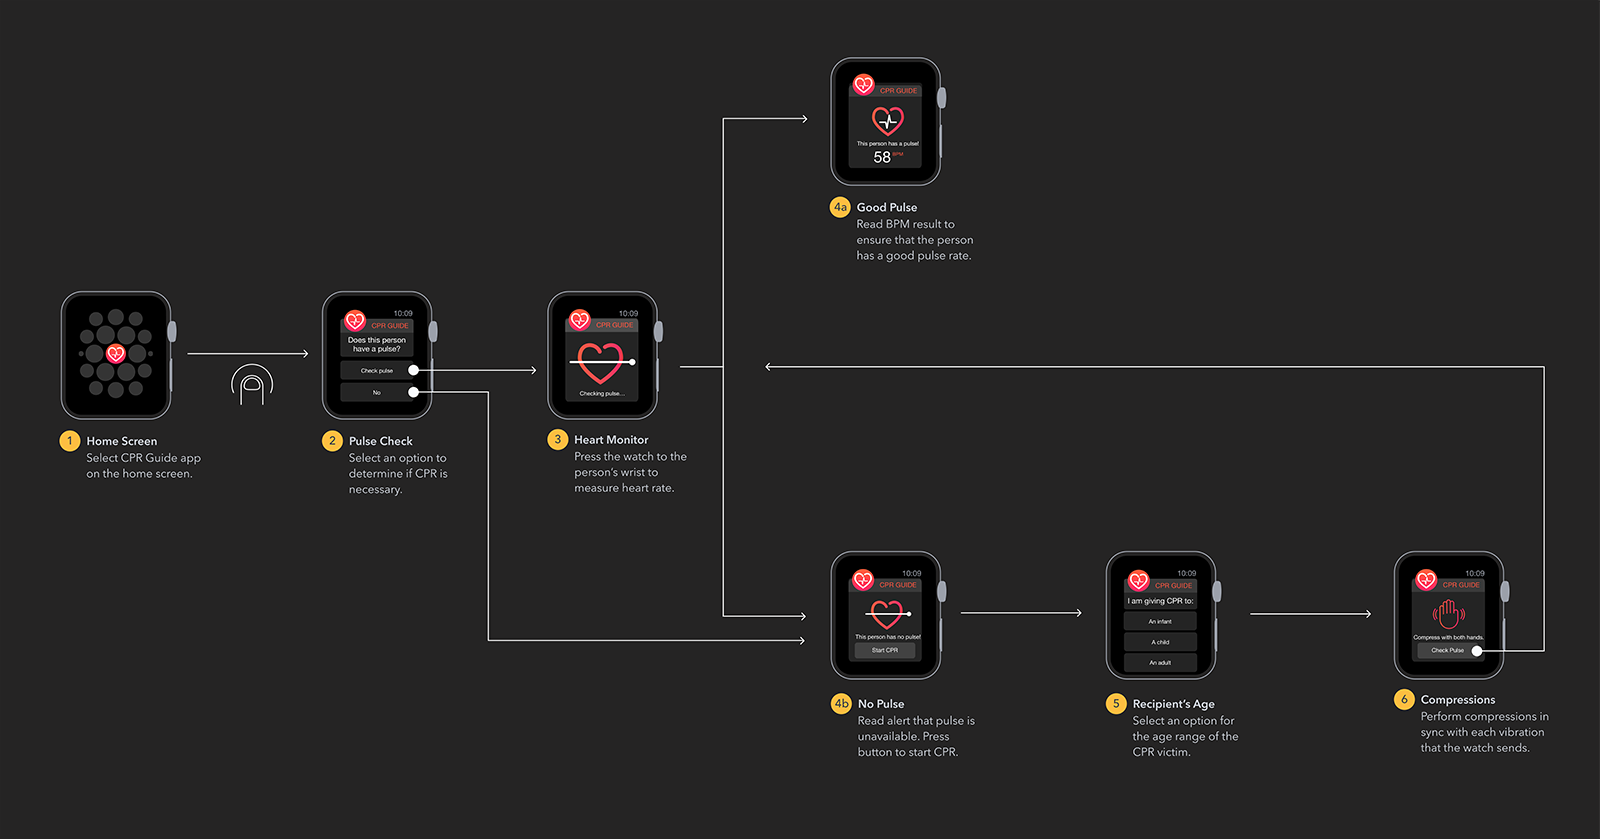 CPR GUIDE
This person has a pulse!
58 BPM
4a Good Pulse
Read BPM result to
ensure that the person
has a good pulse rate.
1 Home Screen
Select CPR Guide app
on the home screen.
10:09
CPR GUIDE
Does this person
have a pulse?
Check pulse
No
2 Pulse Check
Select an option to
determine if CPR is
necessary.
10:09
CPR GUIDE
Checking pulse...
3 Heart Monitor
Press the watch to the
person's wrist to
measure heart rate.
10:09
CPR GUIDE
This person has no pulse!
Start CPR
4b No Pulse
Read alert that pulse is
unavailable. Press
button to start CPR.
10:09
CPR GUIDE
I am giving CPR to:
An infant
A child
An adult
5 Recipient's Age
Select an option for
the age range of the
CPR victim.
10:09
CPR GUIDE
Compress with both hands.
Check Pulse
6 Compressions
Perform compressions in
sync with each vibration
that the watch sends.